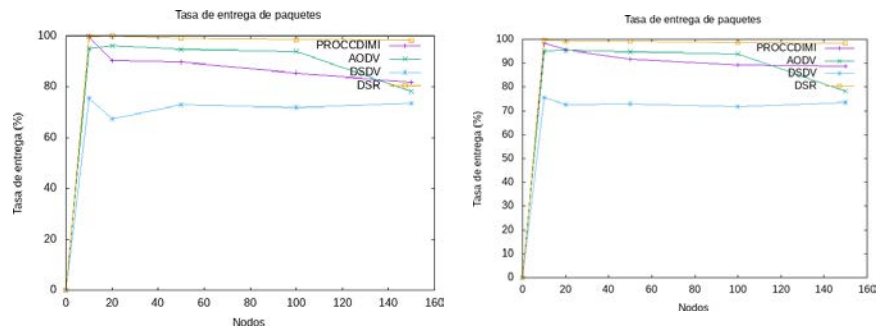 Tasa de entrega de paquetes
Tasa de entrega (%)
100
80
60
40
20
0
PROCCDIMI
AODV
DSDV
DSR
0 20 40 60 80 100 120 140 160
Nodos
Tasa de entrega de paquetes
Tasa de entrega (%)
100
90
80
70
60
50
40
30
20
10
0
PROCCDIMI
AODV
DSDV
DSR
0 20 40 60 80 100 120 140 160
Nodos